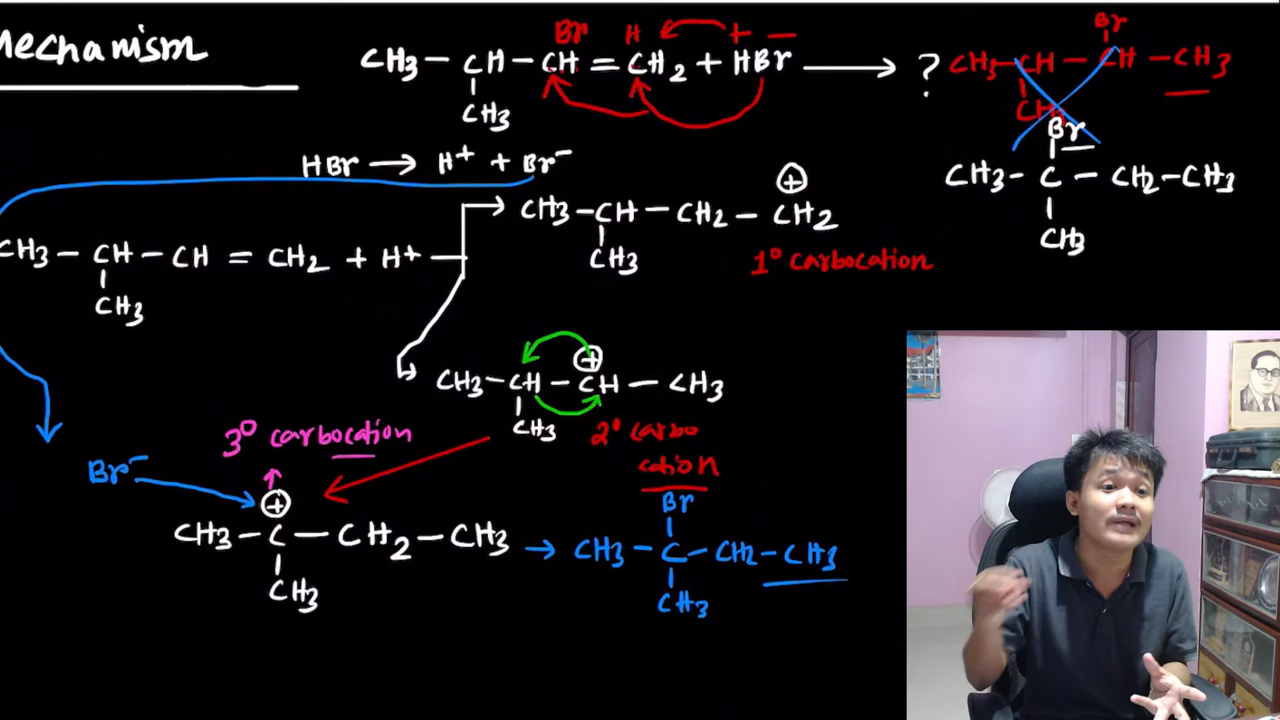 Mechanism
Br H + −
CH3 − CH − CH = CH2 + HBr ⟶ ?
CH3
Br
CH3 − CH − CH − CH3
CH3
HBr → H+ + Br−
Br
CH3 − C − CH2 − CH3
CH3
⊕
CH3 − CH − CH2 − CH2
CH3
1° carbocation
CH3 − CH − CH = CH2 + H+
CH3
⊕
CH3 − CH − CH − CH3
CH3
2° carbo
cation
3° carbocation
Br−
⊕
CH3 − C − CH2 − CH3
CH3
→
Br
CH3 − C − CH2 − CH3
CH3